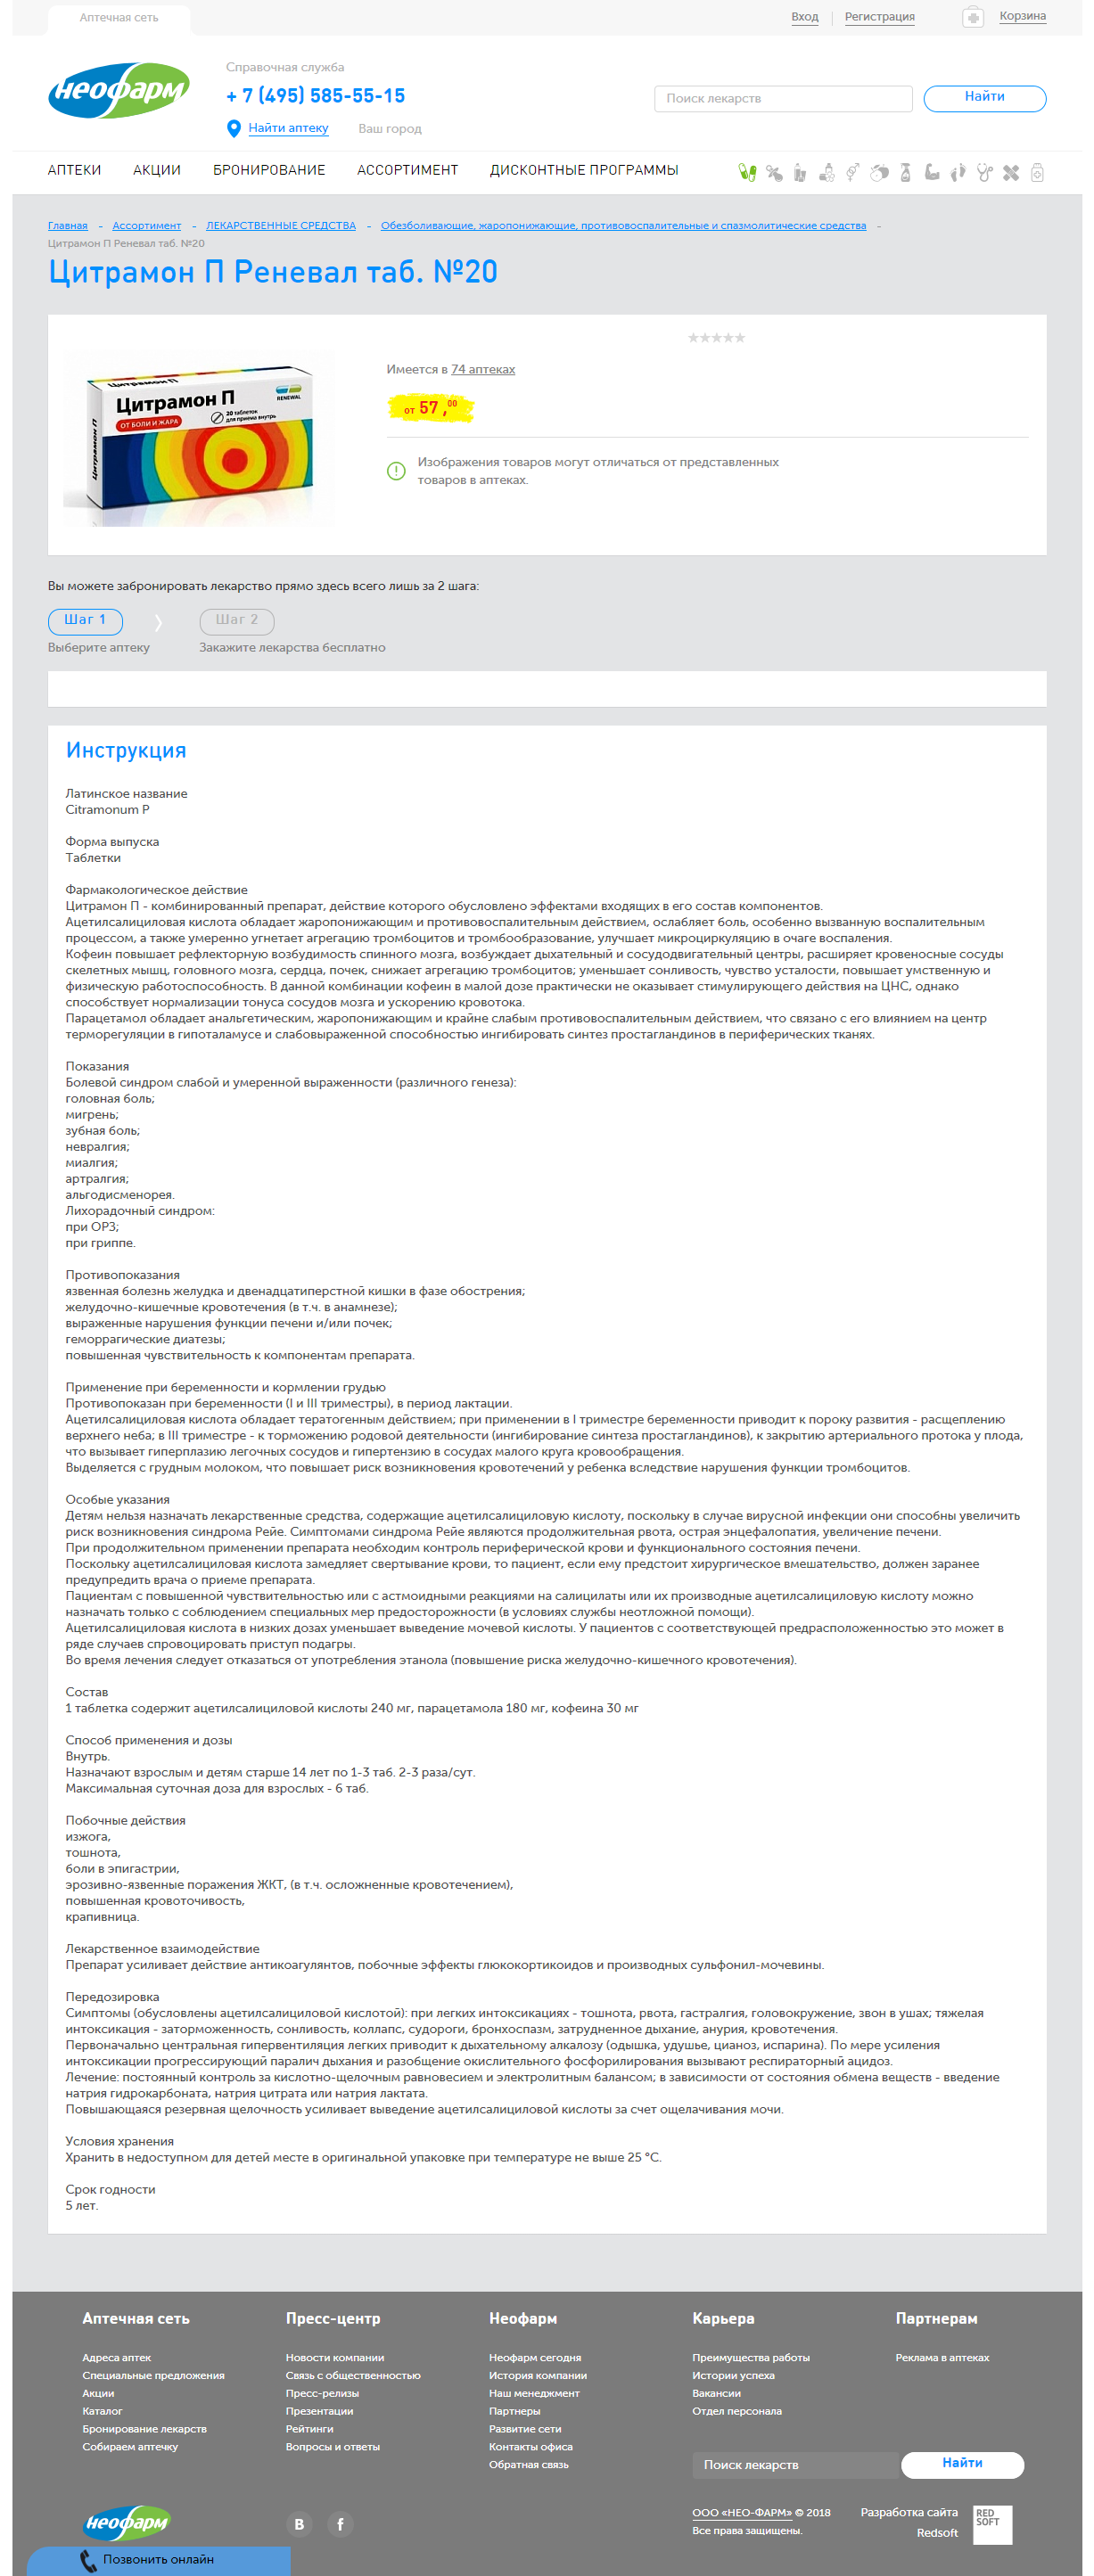 Аптечная сеть
Вход
Регистрация
Корзина
неофарм
Справочная служба
+ 7 (495) 585-55-15
Найти аптеку
Ваш город
Поиск лекарств
Найти
АПТЕКИ
АКЦИИ
БРОНИРОВАНИЕ
АССОРТИМЕНТ
ДИСКОНТНЫЕ ПРОГРАММЫ
Главная - Ассортимент - ЛЕКАРСТВЕННЫЕ СРЕДСТВА - Обезболивающие, жаропонижающие, противовоспалительные и спазмолитические средства -
Цитрамон П Реневал таб. №20
Цитрамон П Реневал таб. №20
Цитрамон П
Цитрамон П
ОТ БОЛИ И ЖАРА
20 таблеток
для приема внутрь
RENEWAL
Цитрамон П
Имеется в 74 аптеках
от 57 ,00
Изображения товаров могут отличаться от представленных
товаров в аптеках.
Вы можете забронировать лекарство прямо здесь всего лишь за 2 шага:
Шаг 1
Шаг 2
Выберите аптеку
Закажите лекарства бесплатно
Инструкция
Латинское название
Citramonum P
Форма выпуска
Таблетки
Фармакологическое действие
Цитрамон П - комбинированный препарат, действие которого обусловлено эффектами входящих в его состав компонентов.
Ацетилсалициловая кислота обладает жаропонижающим и противовоспалительным действием, ослабляет боль, особенно вызванную воспалительным
процессом, а также умеренно угнетает агрегацию тромбоцитов и тромбообразование, улучшает микроциркуляцию в очаге воспаления.
Кофеин повышает рефлекторную возбудимость спинного мозга, возбуждает дыхательный и сосудодвигательный центры, расширяет кровеносные сосуды
скелетных мышц, головного мозга, сердца, почек, снижает агрегацию тромбоцитов; уменьшает сонливость, чувство усталости, повышает умственную и
физическую работоспособность. В данной комбинации кофеин в малой дозе практически не оказывает стимулирующего действия на ЦНС, однако
способствует нормализации тонуса сосудов мозга и ускорению кровотока.
Парацетамол обладает анальгетическим, жаропонижающим и крайне слабым противовоспалительным действием, что связано с его влиянием на центр
терморегуляции в гипоталамусе и слабовыраженной способностью ингибировать синтез простагландинов в периферических тканях.
Показания
Болевой синдром слабой и умеренной выраженности (различного генеза):
головная боль;
мигрень;
зубная боль;
невралгия;
миалгия;
артралгия;
альгодисменорея.
Лихорадочный синдром:
при ОРЗ;
при гриппе.
Противопоказания
язвенная болезнь желудка и двенадцатиперстной кишки в фазе обострения;
желудочно-кишечные кровотечения (в т.ч. в анамнезе);
выраженные нарушения функции печени и/или почек;
геморрагические диатезы;
повышенная чувствительность к компонентам препарата.
Применение при беременности и кормлении грудью
Противопоказан при беременности (I и III триместры), в период лактации.
Ацетилсалициловая кислота обладает тератогенным действием; при применении в I триместре беременности приводит к пороку развития - расщеплению
верхнего неба; в III триместре - к торможению родовой деятельности (ингибирование синтеза простагландинов), к закрытию артериального протока у плода,
что вызывает гиперплазию легочных сосудов и гипертензию в сосудах малого круга кровообращения.
Выделяется с грудным молоком, что повышает риск возникновения кровотечений у ребенка вследствие нарушения функции тромбоцитов.
Особые указания
Детям нельзя назначать лекарственные средства, содержащие ацетилсалициловую кислоту, поскольку в случае вирусной инфекции они способны увеличить
риск возникновения синдрома Рейе. Симптомами синдрома Рейе являются продолжительная рвота, острая энцефалопатия, увеличение печени.
При продолжительном применении препарата необходим контроль периферической крови и функционального состояния печени.
Поскольку ацетилсалициловая кислота замедляет свертывание крови, то пациент, если ему предстоит хирургическое вмешательство, должен заранее
предупредить врача о приеме препарата.
Пациентам с повышенной чувствительностью или с астмоидными реакциями на салицилаты или их производные ацетилсалициловую кислоту можно
назначать только с соблюдением специальных мер предосторожности (в условиях службы неотложной помощи).
Ацетилсалициловая кислота в низких дозах уменьшает выведение мочевой кислоты. У пациентов с соответствующей предрасположенностью это может в
ряде случаев спровоцировать приступ подагры.
Во время лечения следует отказаться от употребления этанола (повышение риска желудочно-кишечного кровотечения).
Состав
1 таблетка содержит ацетилсалициловой кислоты 240 мг, парацетамола 180 мг, кофеина 30 мг
Способ применения и дозы
Внутрь.
Назначают взрослым и детям старше 14 лет по 1-3 таб. 2-3 раза/сут.
Максимальная суточная доза для взрослых - 6 таб.
Побочные действия
изжога,
тошнота,
боли в эпигастрии,
эрозивно-язвенные поражения ЖКТ, (в т.ч. осложненные кровотечением),
повышенная кровоточивость,
крапивница.
Лекарственное взаимодействие
Препарат усиливает действие антикоагулянтов, побочные эффекты глюкокортикоидов и производных сульфонил-мочевины.
Передозировка
Симптомы (обусловлены ацетилсалициловой кислотой): при легких интоксикациях - тошнота, рвота, гастралгия, головокружение, звон в ушах; тяжелая
интоксикация - заторможенность, сонливость, коллапс, судороги, бронхоспазм, затрудненное дыхание, анурия, кровотечения.
Первоначально центральная гипервентиляция легких приводит к дыхательному алкалозу (одышка, удушье, цианоз, испарина). По мере усиления
интоксикации прогрессирующий паралич дыхания и разобщение окислительного фосфорилирования вызывают респираторный ацидоз.
Лечение: постоянный контроль за кислотно-щелочным равновесием и электролитным балансом; в зависимости от состояния обмена веществ - введение
натрия гидрокарбоната, натрия цитрата или натрия лактата.
Повышающаяся резервная щелочность усиливает выведение ацетилсалициловой кислоты за счет ощелачивания мочи.
Условия хранения
Хранить в недоступном для детей месте в оригинальной упаковке при температуре не выше 25 °C.
Срок годности
5 лет.
Аптечная сеть
Адреса аптек
Специальные предложения
Акции
Каталог
Бронирование лекарств
Собираем аптечку
Пресс-центр
Новости компании
Связь с общественностью
Пресс-релизы
Презентации
Рейтинги
Вопросы и ответы
Неофарм
Неофарм сегодня
История компании
Наш менеджмент
Партнеры
Развитие сети
Контакты офиса
Обратная связь
Карьера
Преимущества работы
Истории успеха
Вакансии
Отдел персонала
Партнерам
Реклама в аптеках
Поиск лекарств
Найти
неофарм
В
f
ООО «НЕО-ФАРМ» © 2018
Все права защищены.
Разработка сайта
Redsoft
RED
SOFT
Позвонить онлайн